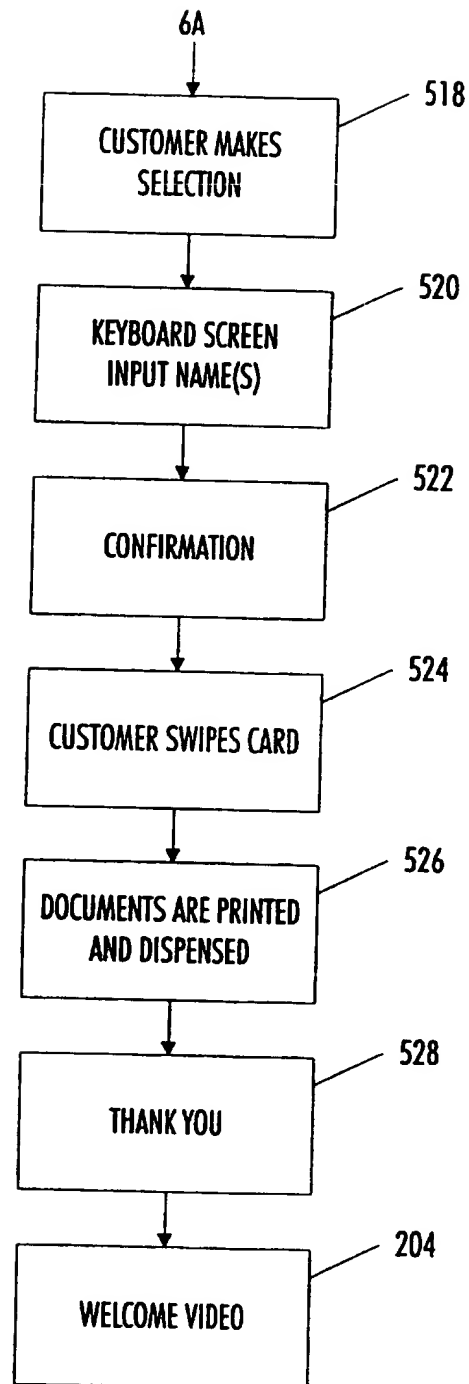 6A
518
CUSTOMER MAKES
SELECTION
520
KEYBOARD SCREEN
INPUT NAME(S)
522
CONFIRMATION
524
CUSTOMER SWIPES CARD
526
DOCUMENTS ARE PRINTED
AND DISPENSED
528
THANK YOU
204
WELCOME VIDEO